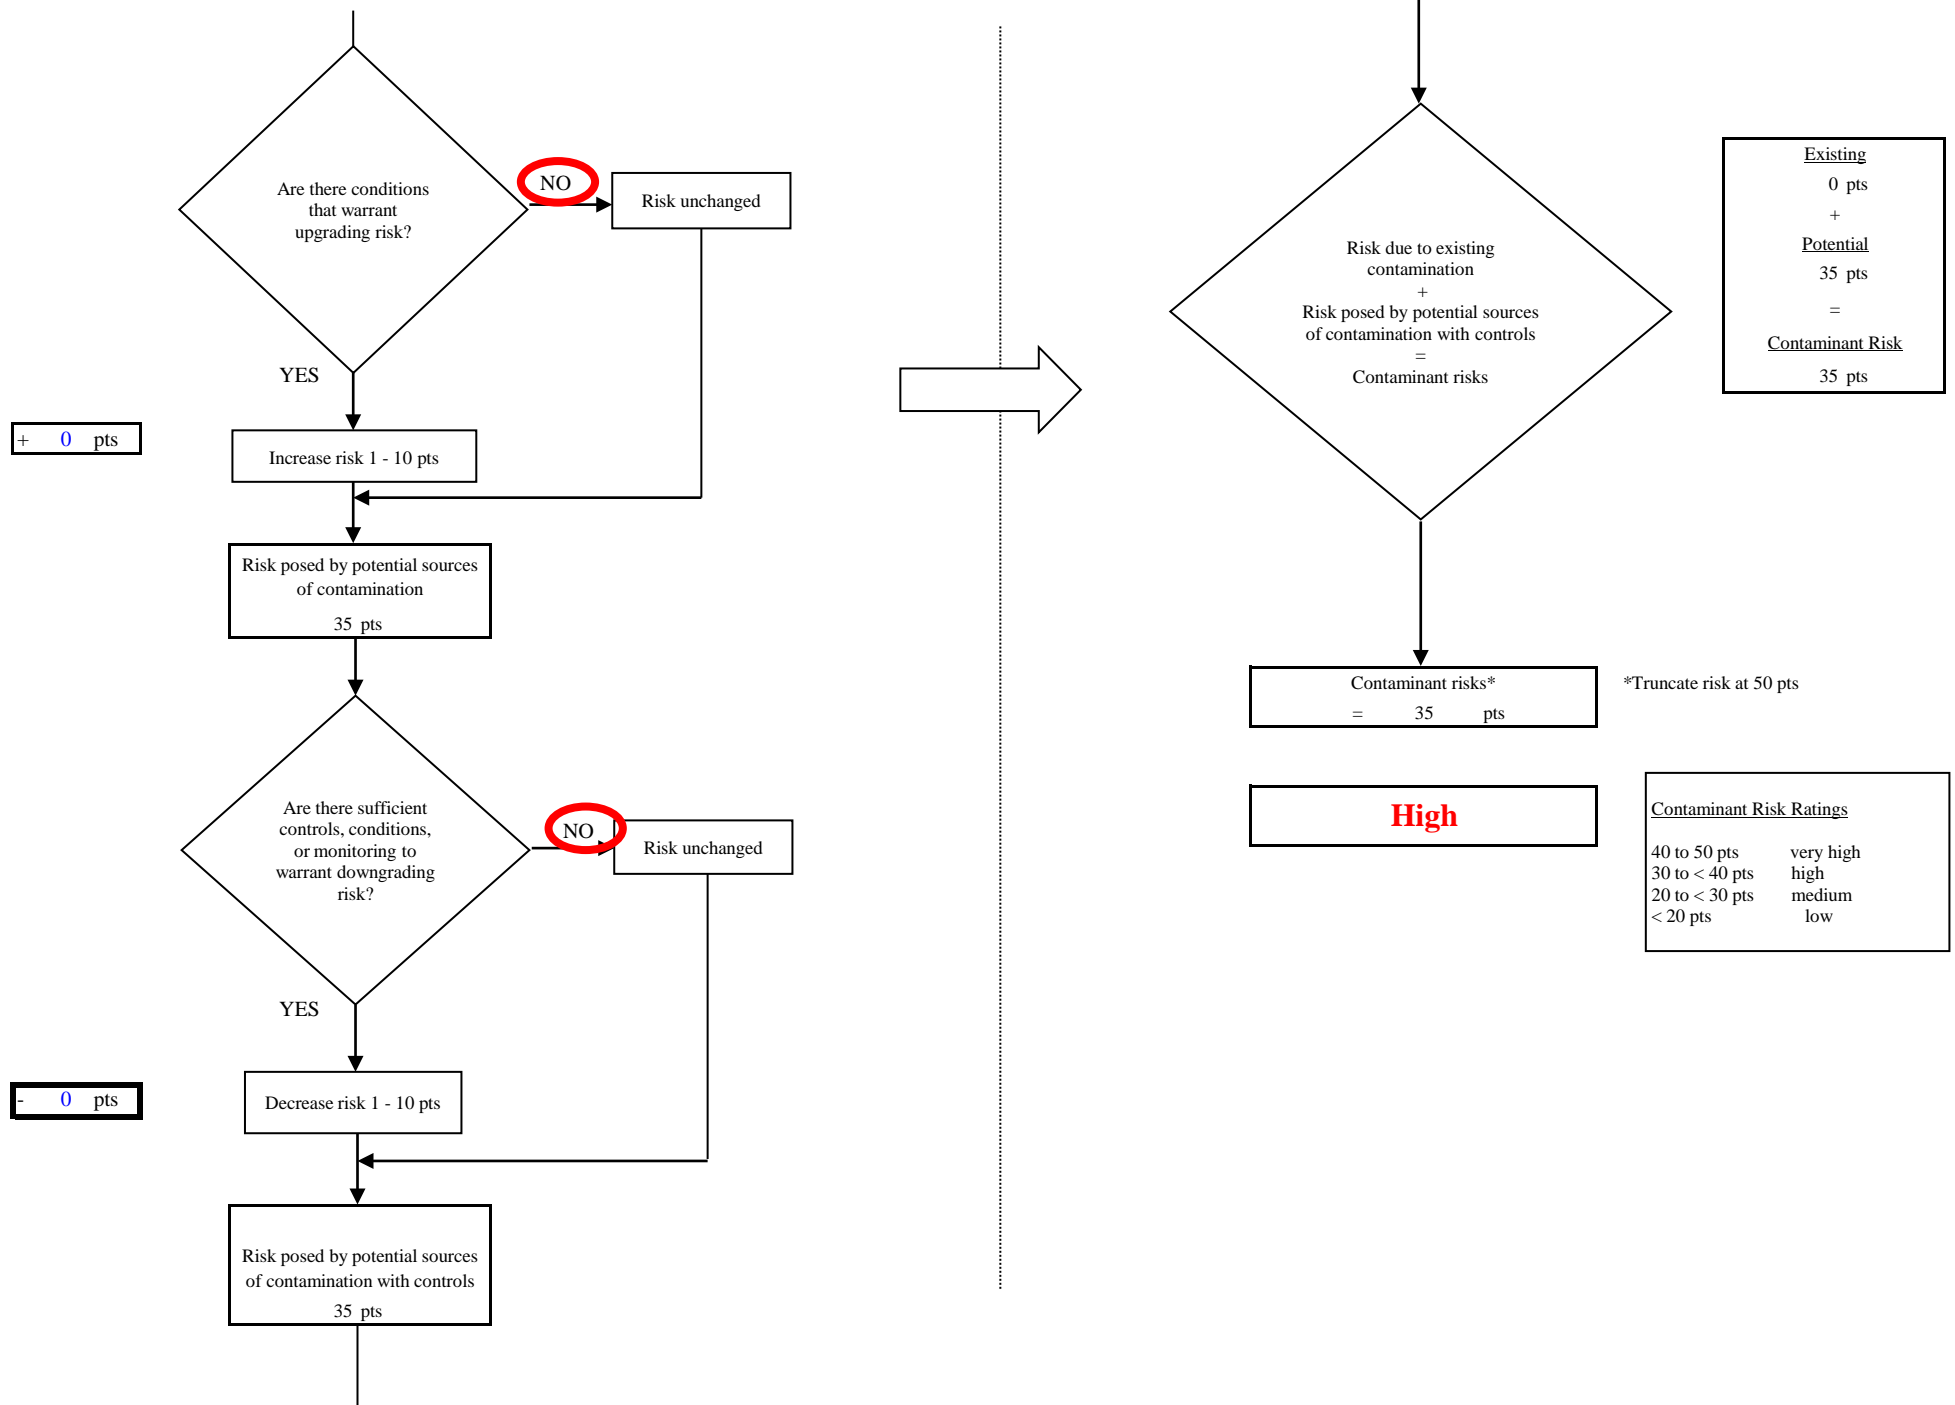 Are there conditions
that warrant
upgrading risk?
NO
Risk unchanged
YES
+ 0 pts
Increase risk 1 - 10 pts
Risk posed by potential sources
of contamination
35 pts
Are there sufficient
controls, conditions,
or monitoring to
warrant downgrading
risk?
NO
Risk unchanged
YES
- 0 pts
Decrease risk 1 - 10 pts
Risk posed by potential sources
of contamination with controls
35 pts
Risk due to existing
contamination
+
Risk posed by potential sources
of contamination with controls
=
Contaminant risks
Existing
0 pts
+
Potential
35 pts
=
Contaminant Risk
35 pts
Contaminant risks*
= 35 pts
*Truncate risk at 50 pts
High
Contaminant Risk Ratings
40 to 50 pts very high
30 to < 40 pts high
20 to < 30 pts medium
< 20 pts low